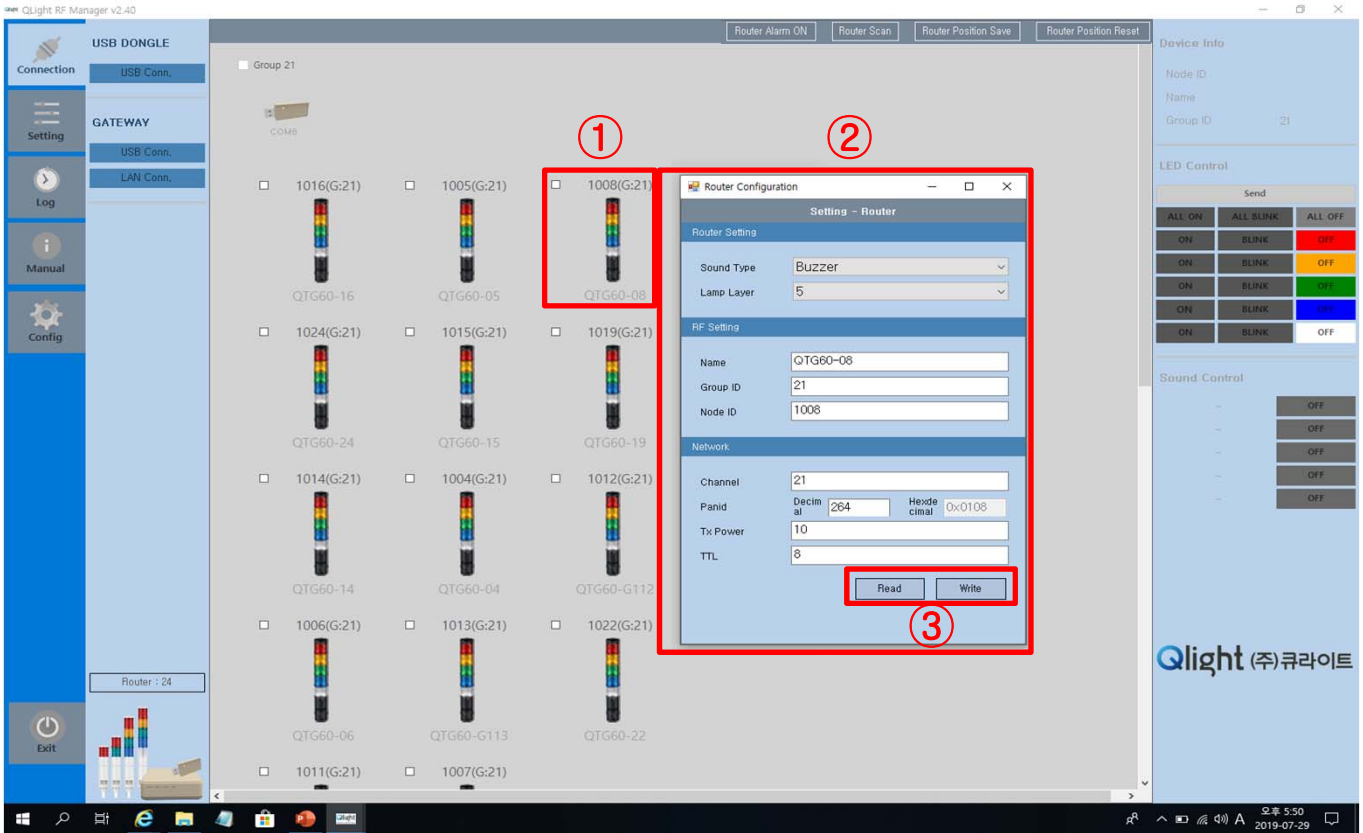 QLight RF Manager v2.40
Router Alarm ON Router Scan Router Position Save Router Position Reset
Connection
Setting
Log
Manual
Config
Exit
USB DONGLE
USB Conn,
GATEWAY
USB Conn,
LAN Conn,
Router : 24
Group 21
COM6
①
②
1016(G:21) 1005(G:21) 1008(G:21)
QTG60-16 QTG60-05 QTG60-08
1024(G:21) 1015(G:21) 1019(G:21)
QTG60-24 QTG60-15 QTG60-19
1014(G:21) 1004(G:21) 1012(G:21)
QTG60-14 QTG60-04 QTG60-G112
1006(G:21) 1013(G:21) 1022(G:21)
QTG60-06 QTG60-G113 QTG60-22
1011(G:21) 1007(G:21)
Router Configuration
Setting - Router
Router Setting
Sound Type Buzzer
Lamp Layer 5
RF Setting
Name QTG60-08
Group ID 21
Node ID 1008
Network
Channel 21
Panid Decimal 264 Hexdecimal 0x0108
Tx Power 10
TTL 8
Read Write
③
Device Info
Node ID
Name
Group ID 21
LED Control
Send
ALL ON ALL BLINK ALL OFF
ON BLINK OFF
ON BLINK OFF
ON BLINK OFF
ON BLINK OFF
ON BLINK OFF
Sound Control
- OFF
- OFF
- OFF
- OFF
- OFF
Qlight (주)큐라이트
A 오후 5:50
2019-07-29